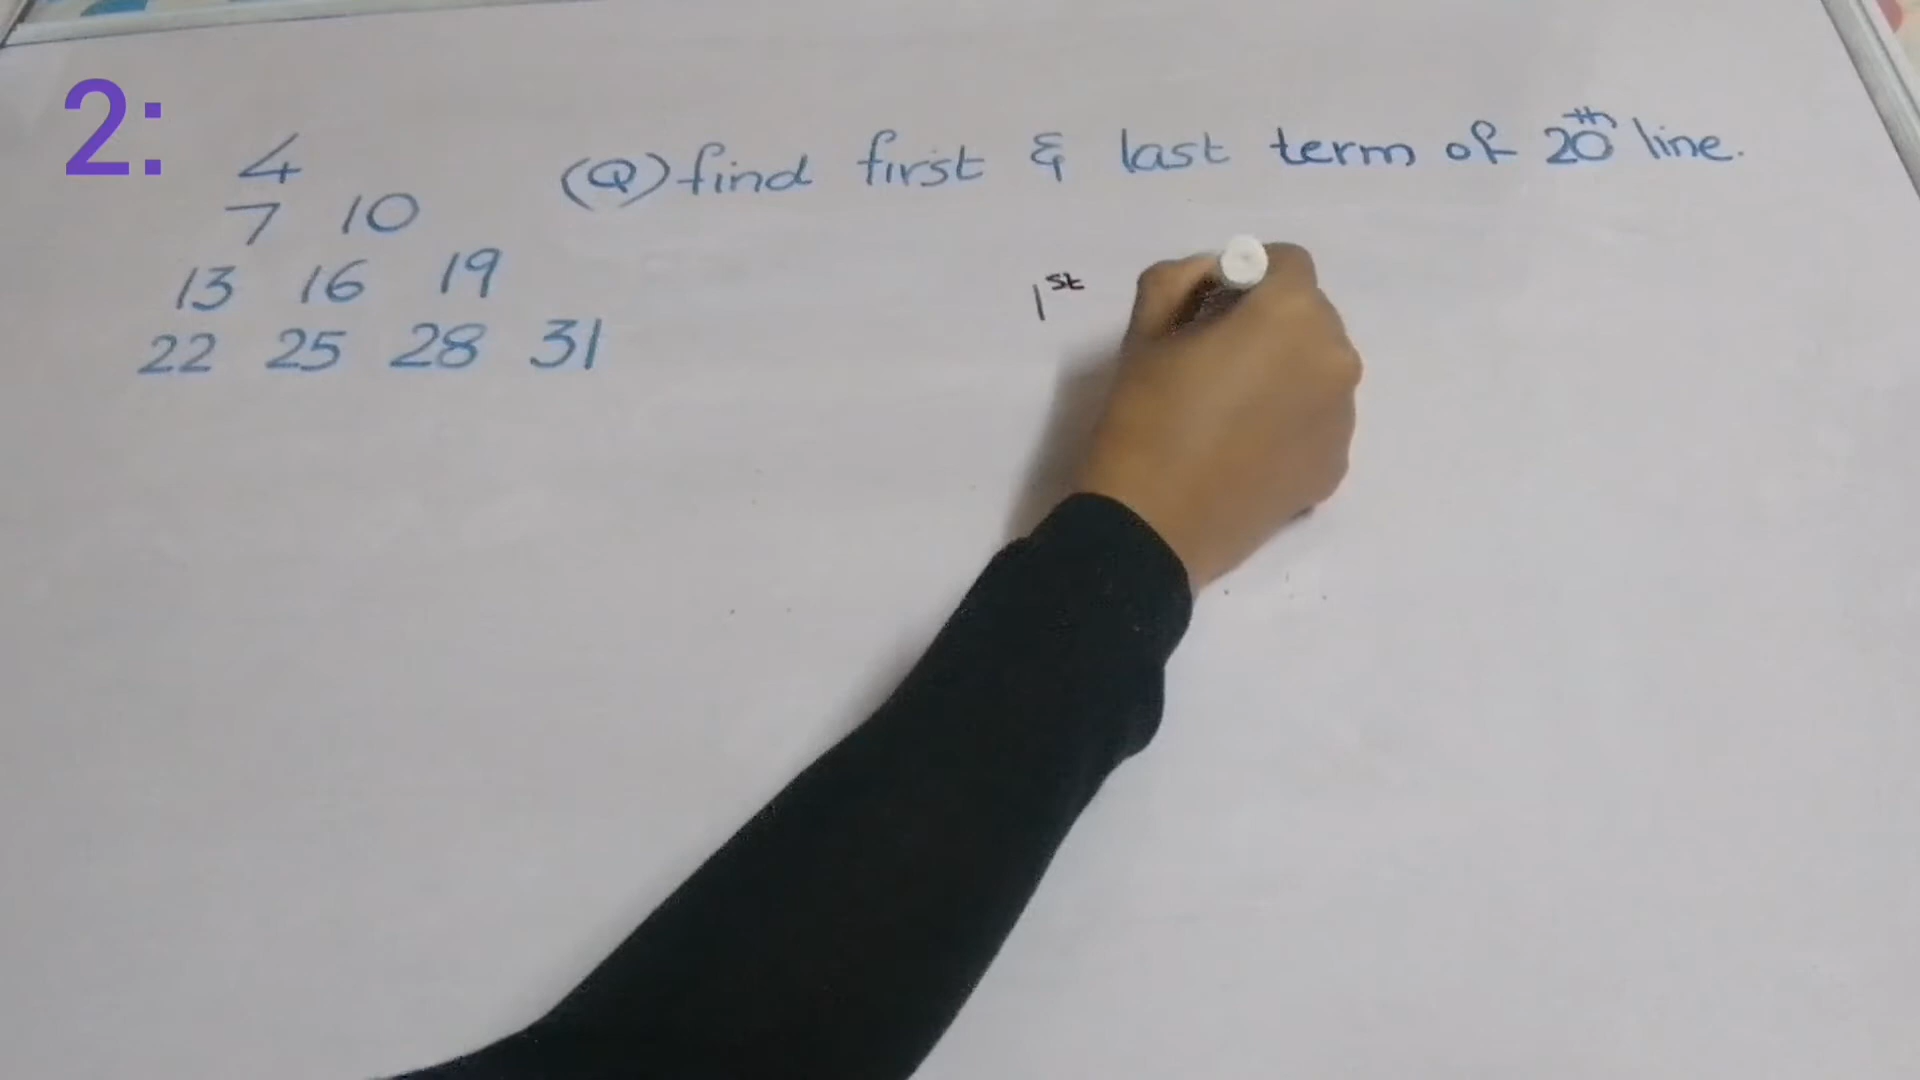 2:
4
7 10
13 16 19
22 25 28 31
(Q) find first & last term of 20th line.
1st